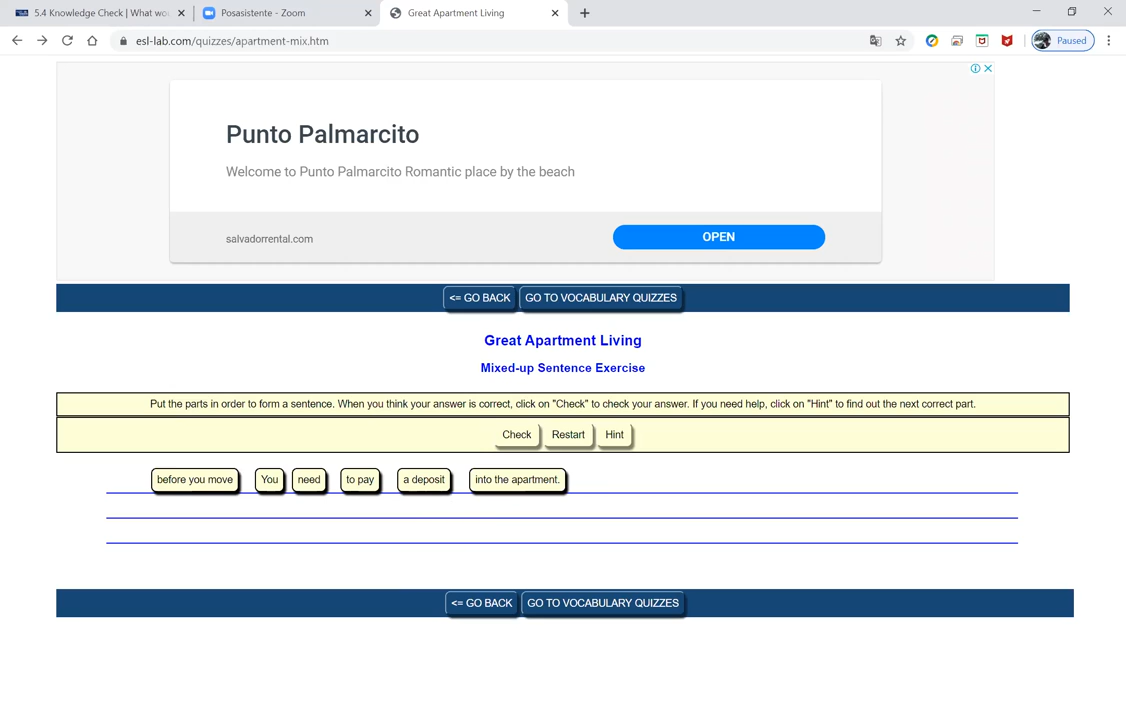 5.4 Knowledge Check | What wo
Posasistente - Zoom
Great Apartment Living
esl-lab.com/quizzes/apartment-mix.htm
Paused
Punto Palmarcito
Welcome to Punto Palmarcito Romantic place by the beach
salvadorrental.com
OPEN
<= GO BACK
GO TO VOCABULARY QUIZZES
Great Apartment Living
Mixed-up Sentence Exercise
Put the parts in order to form a sentence. When you think your answer is correct, click on "Check" to check your answer. If you need help, click on "Hint" to find out the next correct part.
Check
Restart
Hint
before you move
You
need
to pay
a deposit
into the apartment.
<= GO BACK
GO TO VOCABULARY QUIZZES